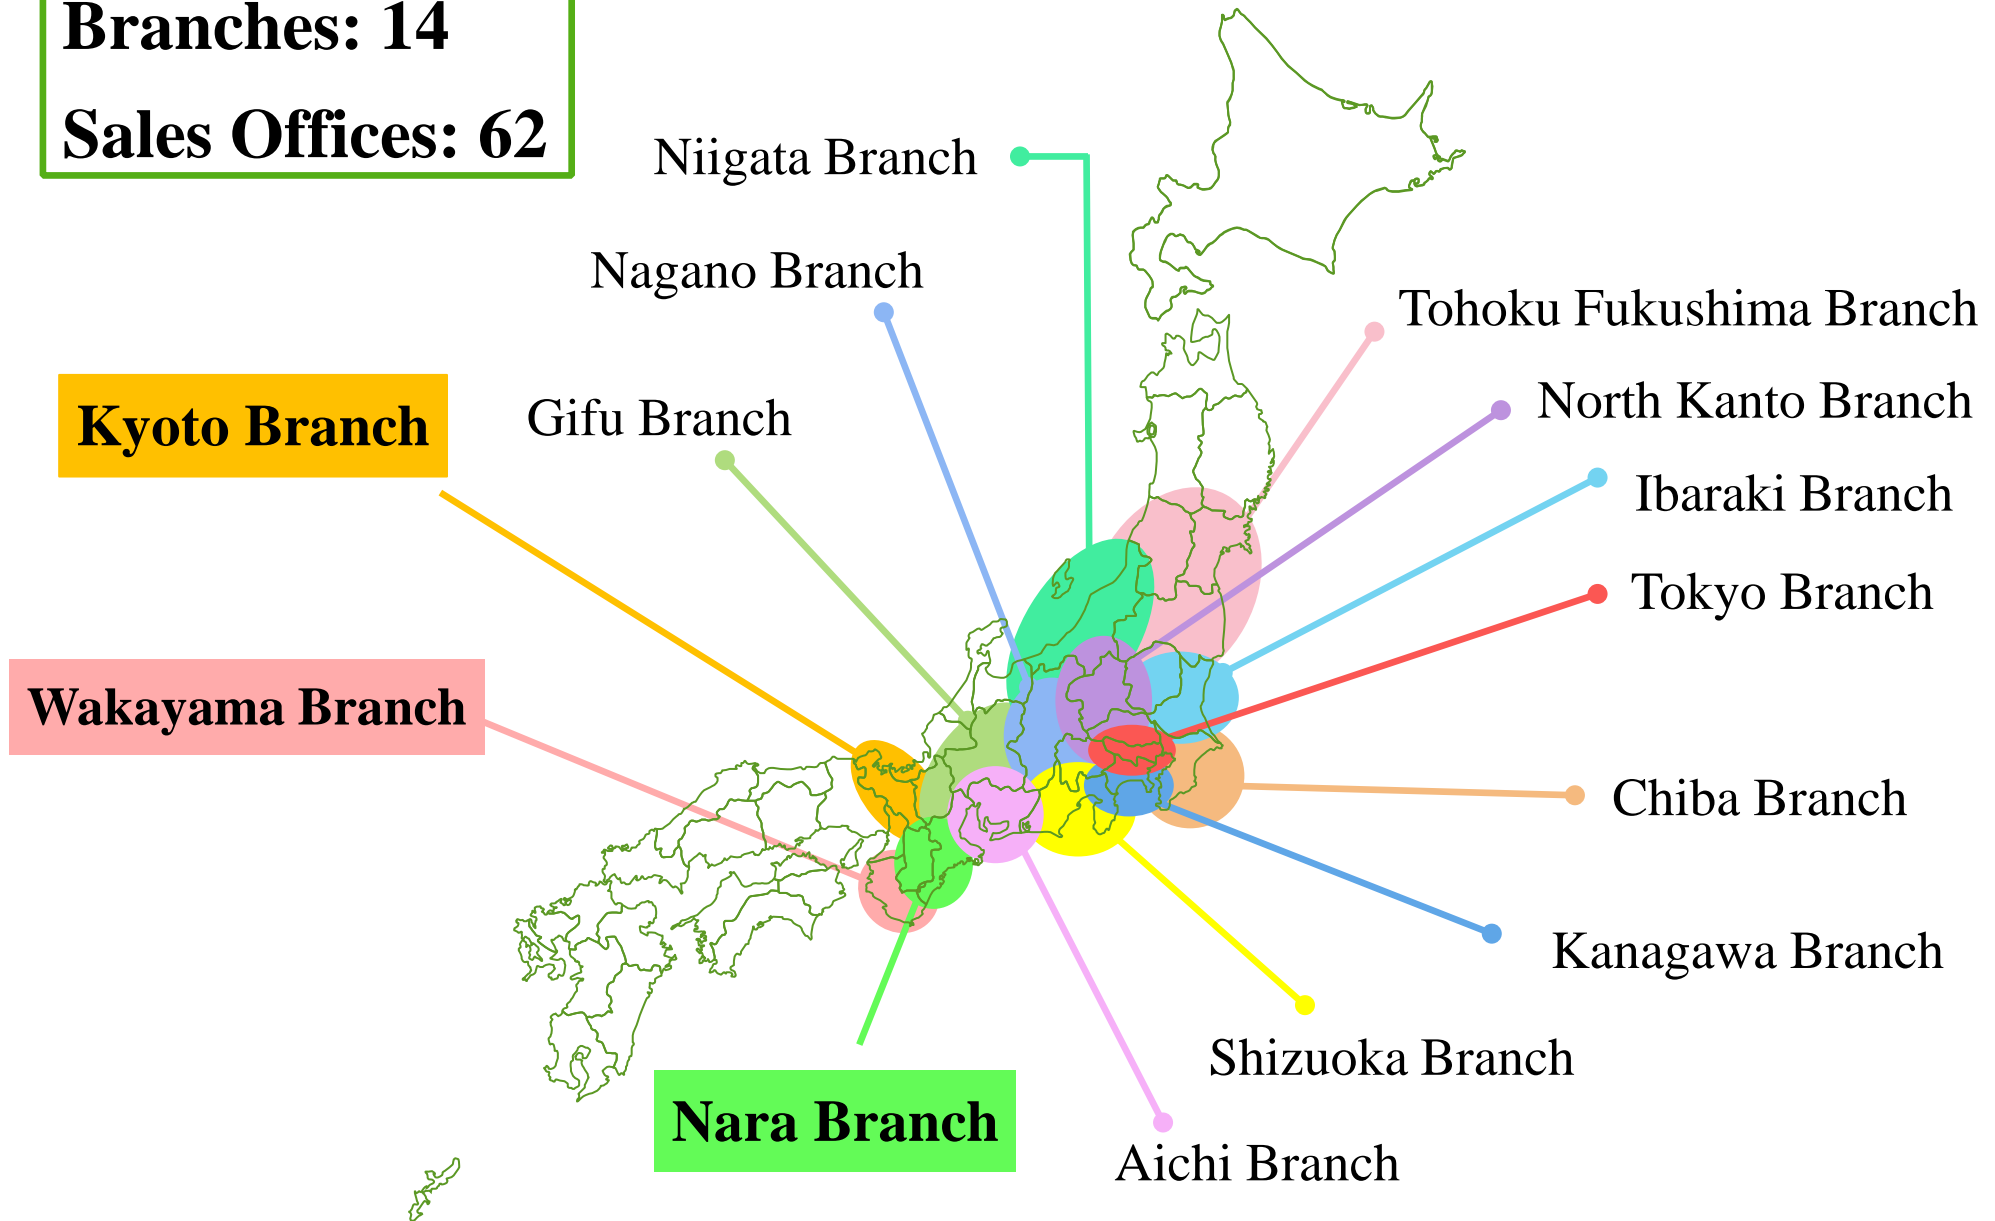 Branches: 14
Sales Offices: 62
Niigata Branch
Nagano Branch
Tohoku Fukushima Branch
North Kanto Branch
Kyoto Branch
Gifu Branch
Ibaraki Branch
Tokyo Branch
Wakayama Branch
Chiba Branch
Kanagawa Branch
Shizuoka Branch
Nara Branch
Aichi Branch